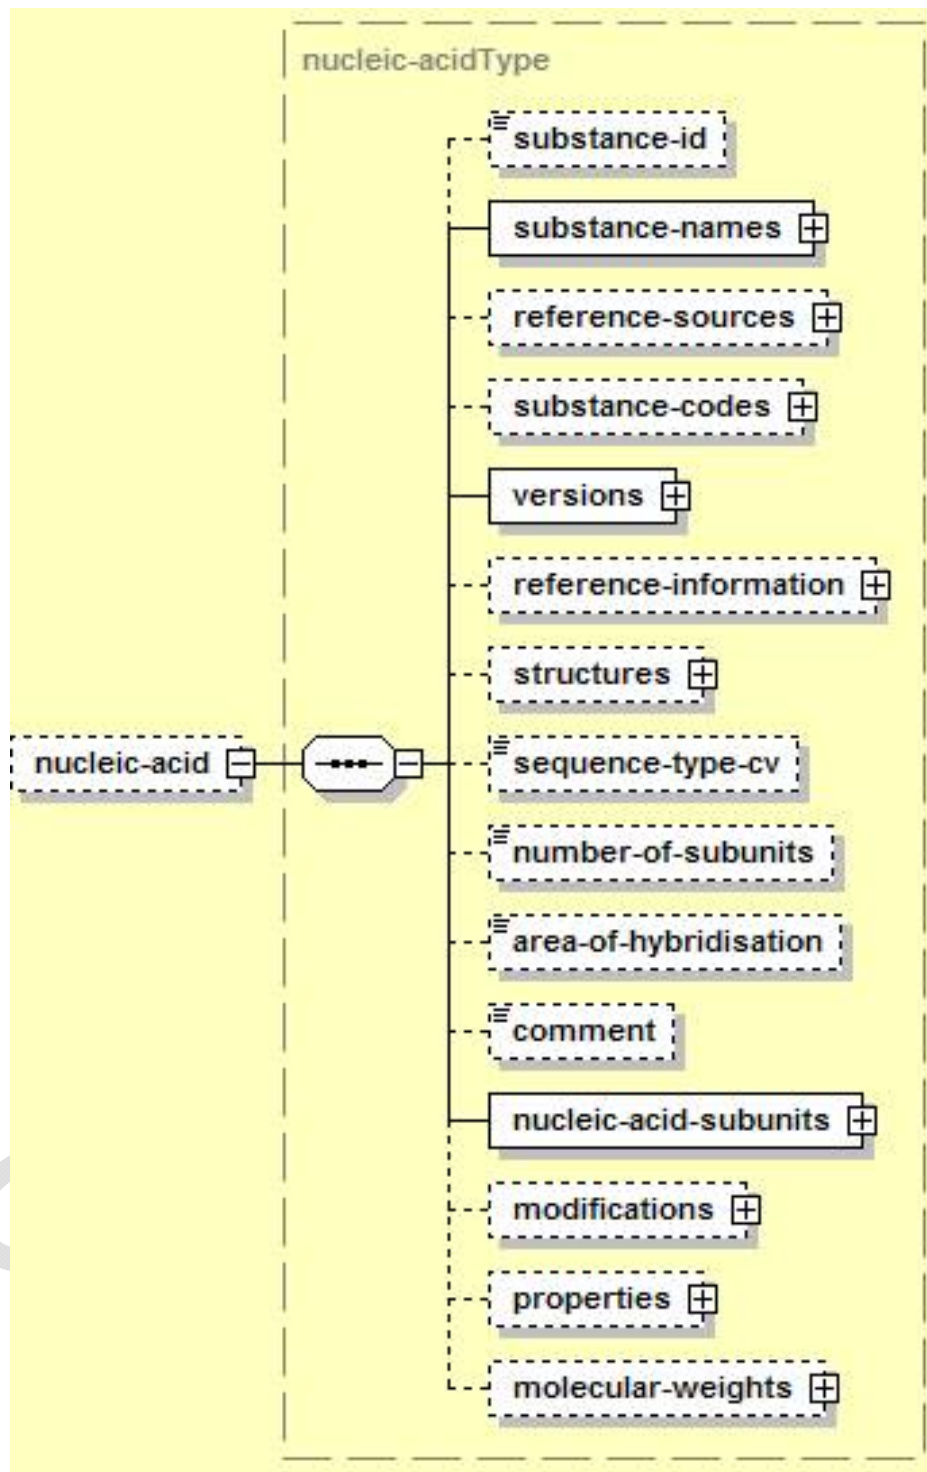 nucleic-acidType
substance-id
substance-names
reference-sources
substance-codes
versions
reference-information
structures
nucleic-acid
sequence-type-cv
number-of-subunits
area-of-hybridisation
comment
nucleic-acid-subunits
modifications
properties
molecular-weights